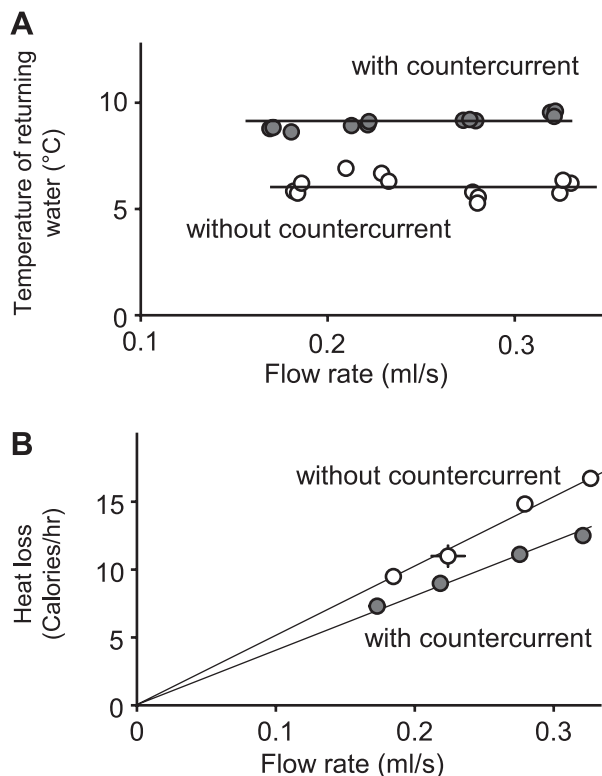 A
Temperature of returning
water (°C)
10
5
0
with countercurrent
without countercurrent
0.1
0.2
0.3
Flow rate (ml/s)
B
Heat loss
(Calories/hr)
15
10
5
0
without countercurrent
with countercurrent
0
0.1
0.2
0.3
Flow rate (ml/s)